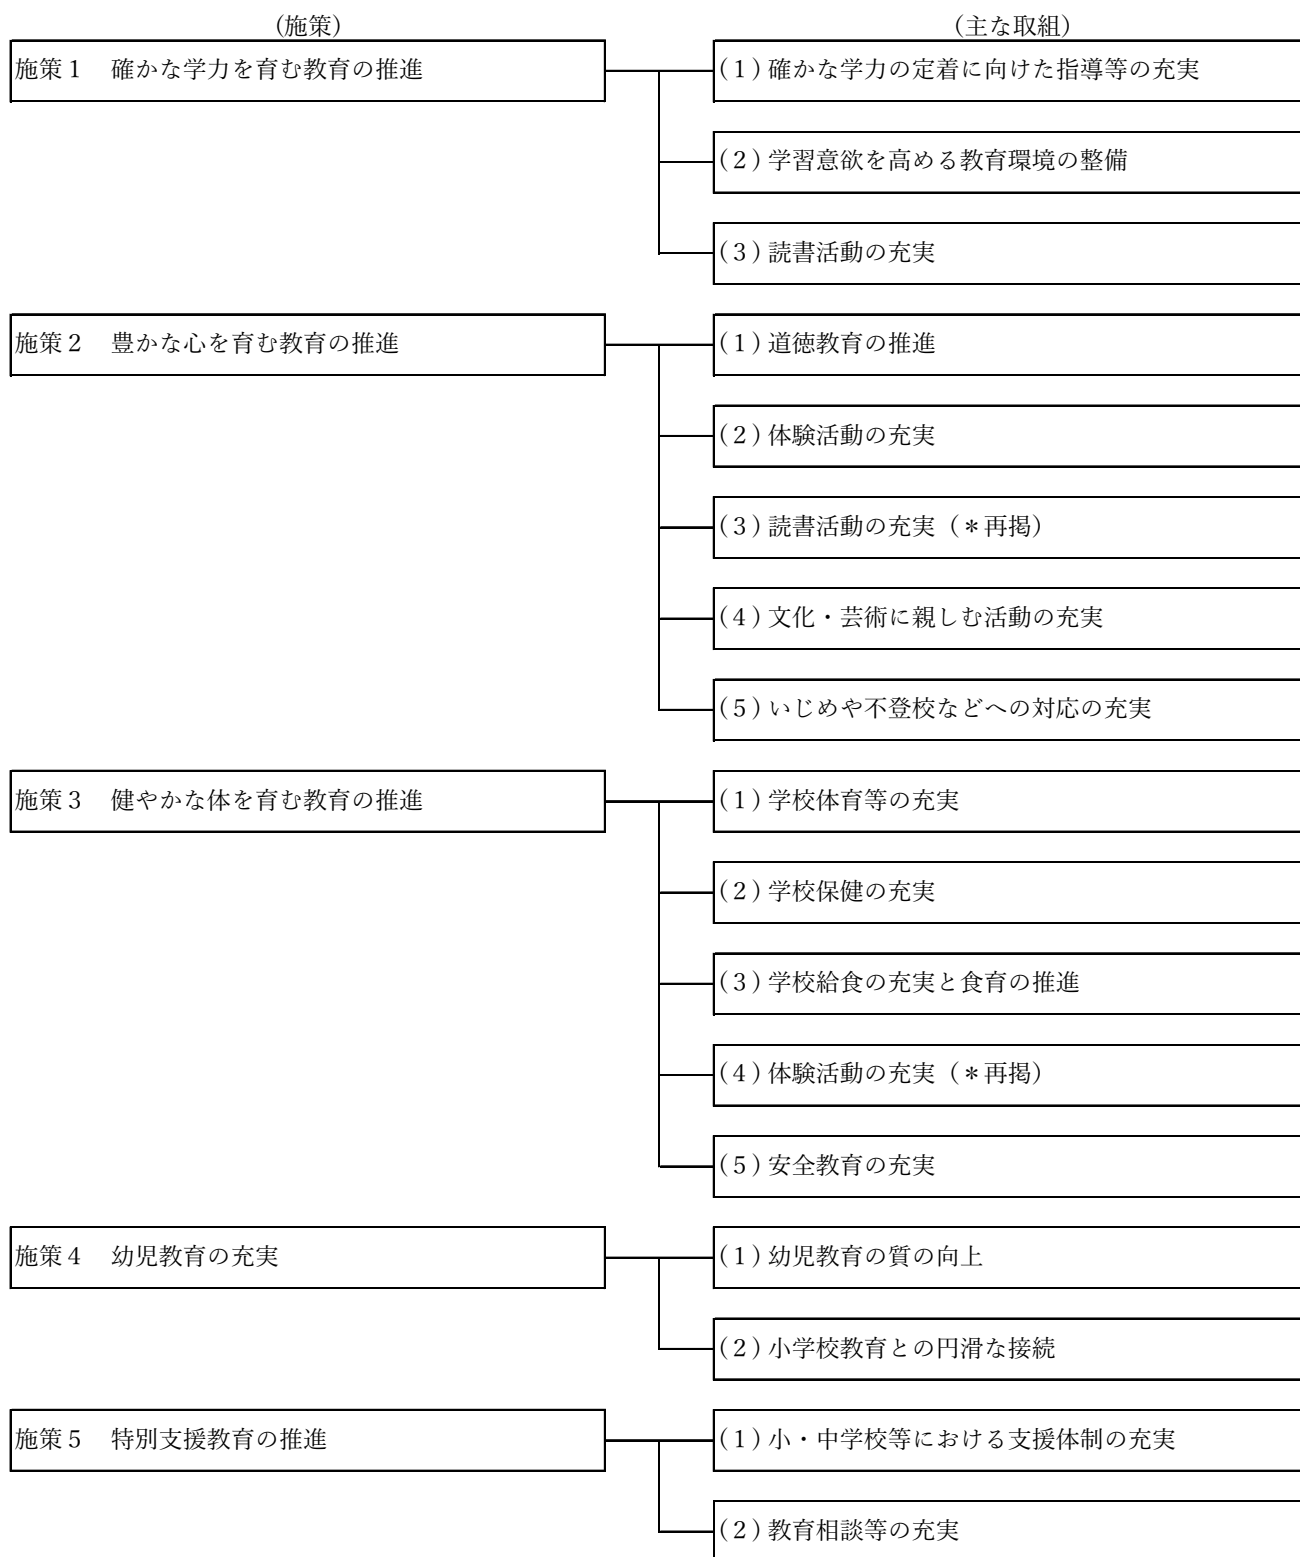 (施策)
(主な取組)
施策1 確かな学力を育む教育の推進
(1)確かな学力の定着に向けた指導等の充実
(2)学習意欲を高める教育環境の整備
(3)読書活動の充実
施策2 豊かな心を育む教育の推進
(1)道徳教育の推進
(2)体験活動の充実
(3)読書活動の充実(*再掲)
(4)文化・芸術に親しむ活動の充実
(5)いじめや不登校などへの対応の充実
施策3 健やかな体を育む教育の推進
(1)学校体育等の充実
(2)学校保健の充実
(3)学校給食の充実と食育の推進
(4)体験活動の充実(*再掲)
(5)安全教育の充実
施策4 幼児教育の充実
(1)幼児教育の質の向上
(2)小学校教育との円滑な接続
施策5 特別支援教育の推進
(1)小・中学校等における支援体制の充実
(2)教育相談等の充実